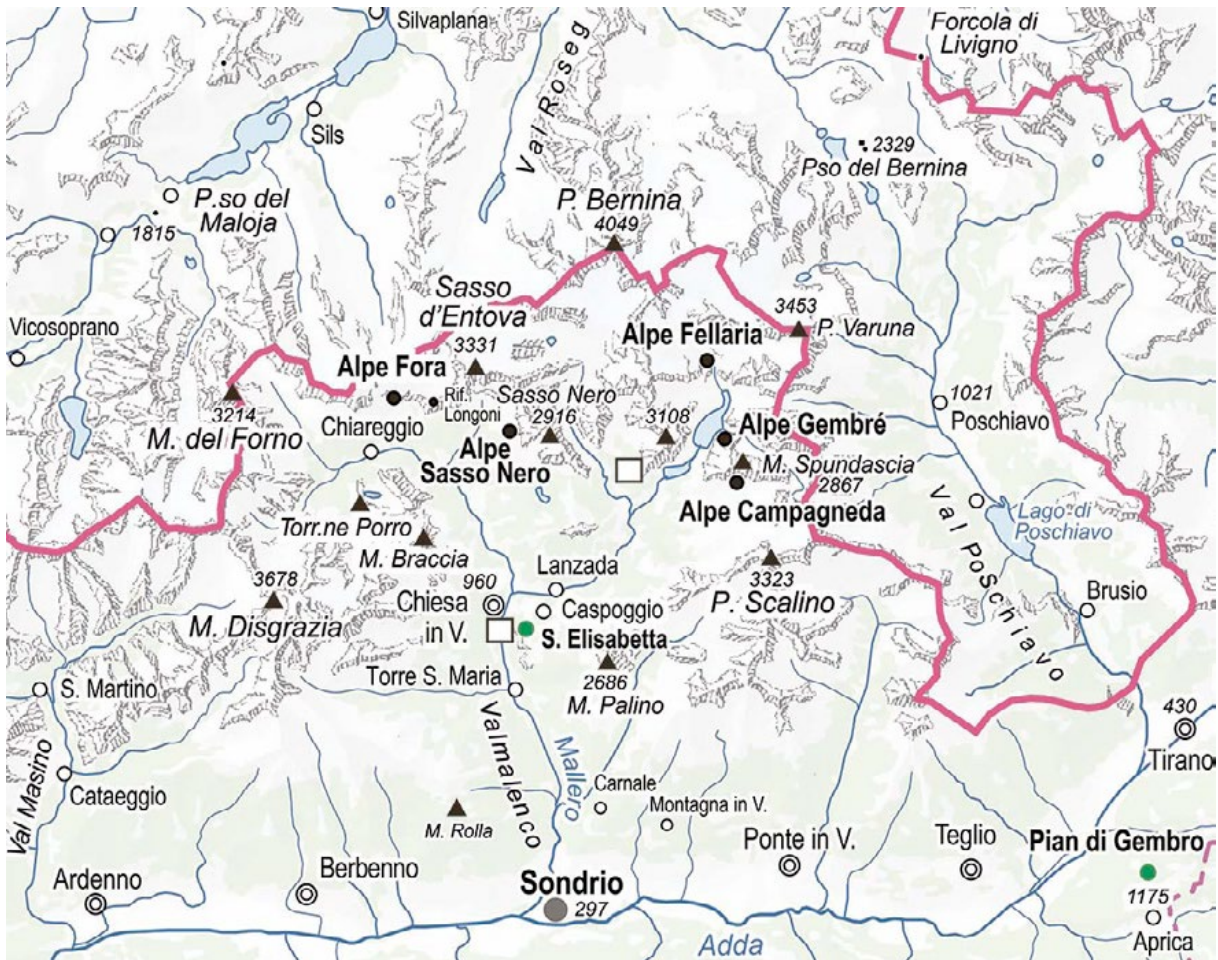 Silvaplana
Forcola di
Livigno
Val Roseg
Sils
2329
Pso del Bernina
P.so del
Maloja
1815
P. Bernina
4049
Sasso
d'Entova
3331
3453
P. Varuna
Vicosoprano
Alpe Fellaria
Alpe Fora
Rif.
Longoni
Sasso Nero
2916
3108
1021
Poschiavo
3214
M. del Forno
Chiareggio
Alpe
Sasso Nero
Alpe Gembré
M. Spundascia
2867
Alpe Campagneda
Val PoSchiavo
Lago di
Poschiavo
Torr.ne Porro
M. Braccia
Lanzada
3323
P. Scalino
Brusio
3678
M. Disgrazia
960
Chiesa
in V.
Caspoggio
S. Elisabetta
2686
M. Palino
S. Martino
Torre S. Maria
Valmalenco
Mallero
430
Tirano
Val Masino
Cataeggio
Carnale
Montagna in V.
M. Rolla
Ponte in V.
Teglio
Pian di Gembro
Ardenno
Berbenno
Sondrio
297
1175
Aprica
Adda